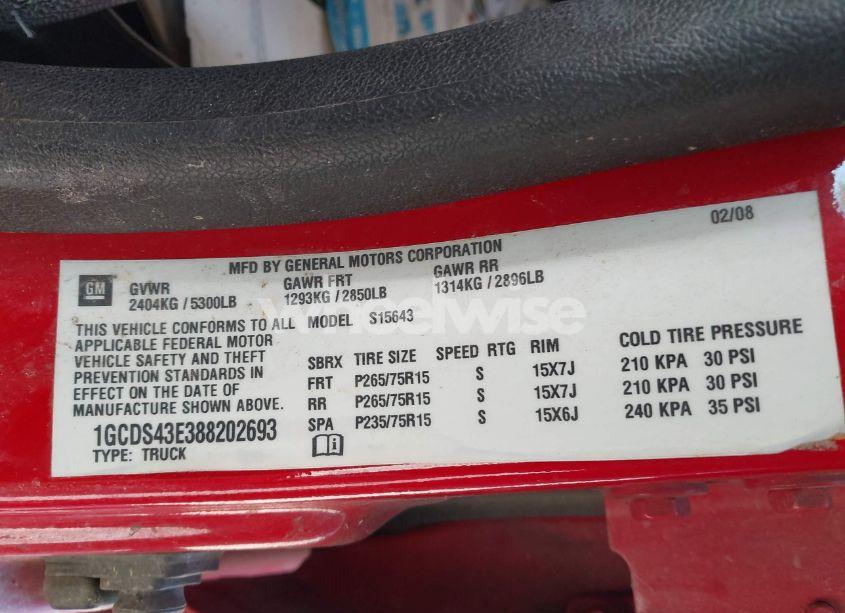 02/08
MFD BY GENERAL MOTORS CORPORATION
GM
GVWR GAWR FRT GAWR RR
2404KG / 5300LB 1293KG / 2850LB 1314KG / 2896LB
THIS VEHICLE CONFORMS TO ALL
APPLICABLE FEDERAL MOTOR
VEHICLE SAFETY AND THEFT
PREVENTION STANDARDS IN
EFFECT ON THE DATE OF
MANUFACTURE SHOWN ABOVE.
1GCDS43E388202693
TYPE: TRUCK
MODEL S15643
SBRX TIRE SIZE SPEED RTG RIM COLD TIRE PRESSURE
FRT P265/75R15 S 15X7J 210 KPA 30 PSI
RR P265/75R15 S 15X7J 210 KPA 30 PSI
SPA P235/75R15 S 15X6J 240 KPA 35 PSI
wheelwise